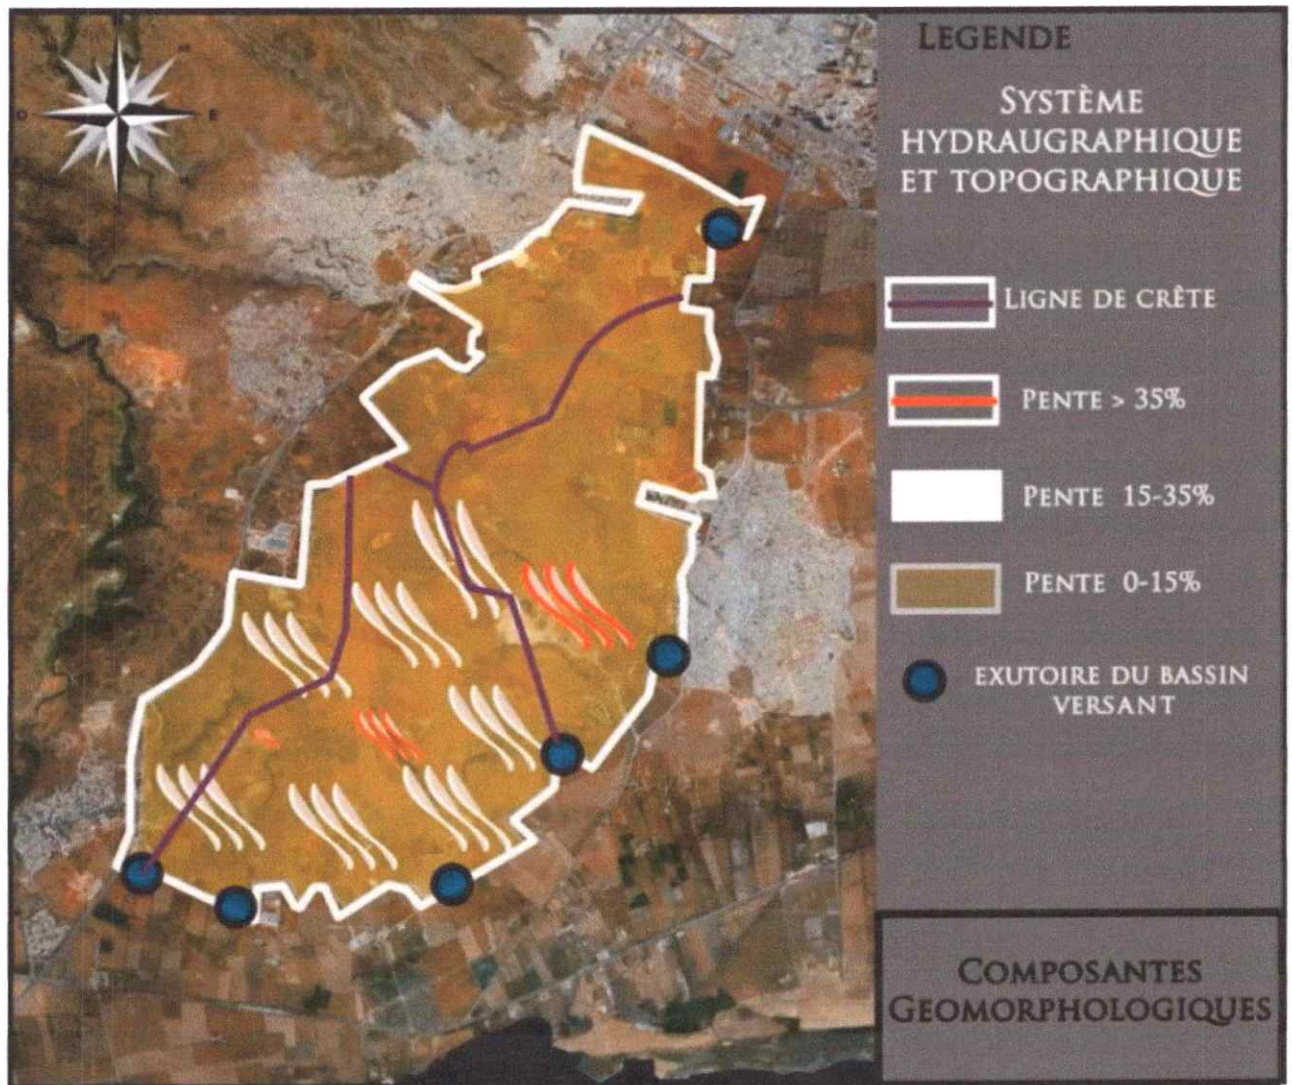 LEGENDE
SYSTÈME
HYDRAUGRAPHIQUE
ET TOPOGRAPHIQUE
LIGNE DE CRÊTE
PENTE > 35%
PENTE 15-35%
PENTE 0-15%
EXUTOIRE DU BASSIN
VERSANT
COMPOSANTES
GEOMORPHOLOGIQUES